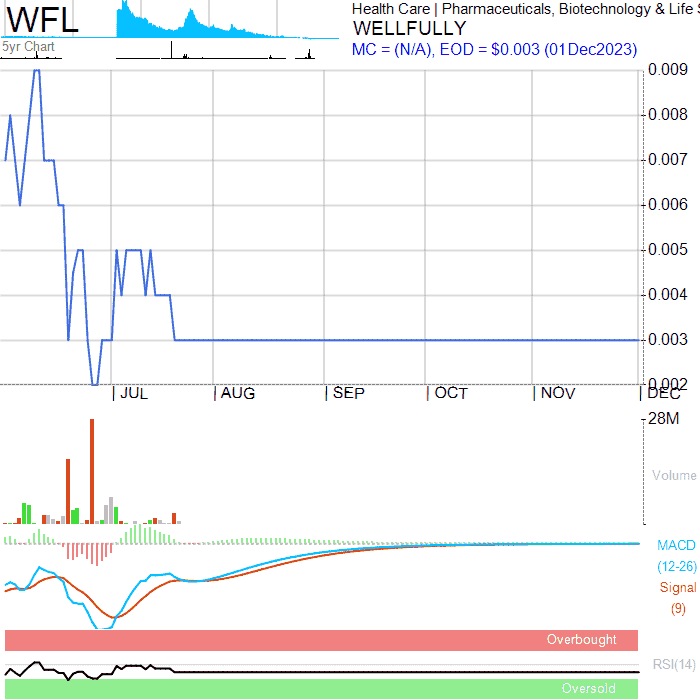 WFL
5yr Chart
Health Care | Pharmaceuticals, Biotechnology & Life S
WELLFULLY
MC = (N/A), EOD = $0.003 (01Dec2023)
0.009
0.008
0.007
0.006
0.005
0.004
0.003
0.002
JUL
AUG
SEP
OCT
NOV
DEC
28M
Volume
MACD
(12-26)
Signal
(9)
Overbought
RSI(14)
Oversold